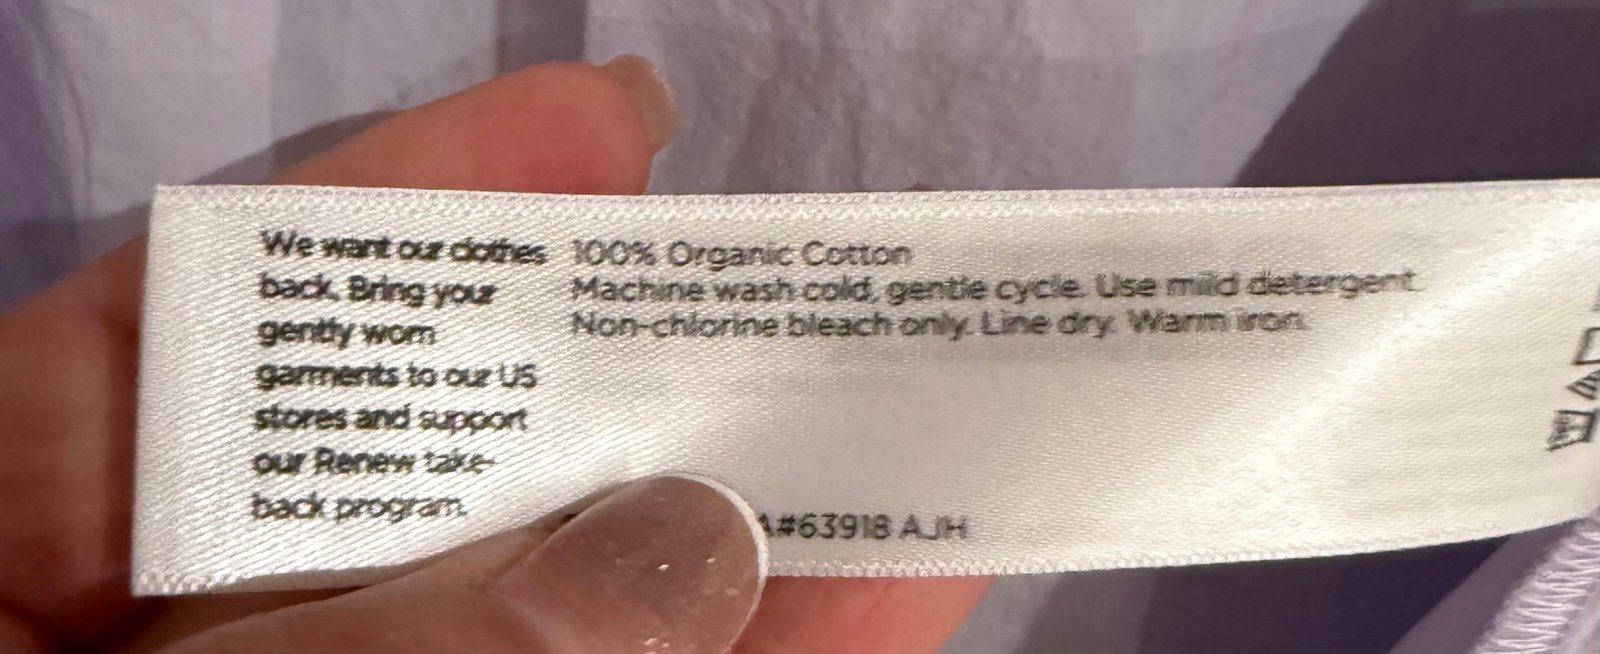 We want our clothes
back. Bring your
gently worn
garments to our US
stores and support
our Renew take-
back program.
100% Organic Cotton
Machine wash cold, gentle cycle. Use mild detergent.
Non-chlorine bleach only. Line dry. Warm iron.
A#63918 AJH